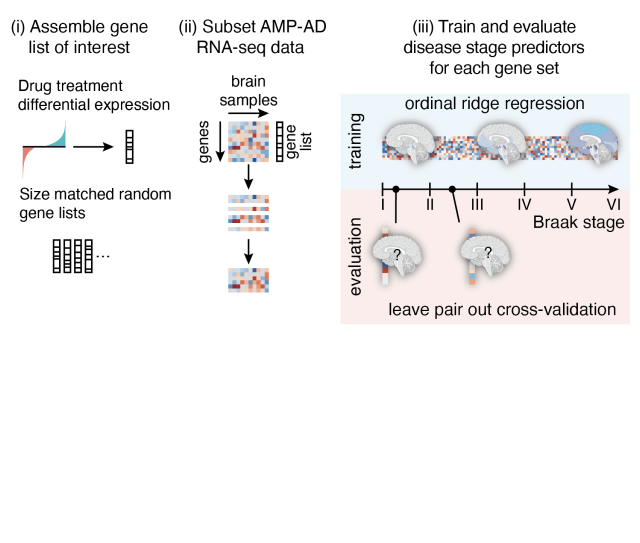 (i) Assemble gene
list of interest
Drug treatment
differential expression
Size matched random
gene lists
...
(ii) Subset AMP-AD
RNA-seq data
brain
samples
genes
gene
list
(iii) Train and evaluate
disease stage predictors
for each gene set
ordinal ridge regression
training
I II III IV V VI
Braak stage
evaluation
? ?
leave pair out cross-validation